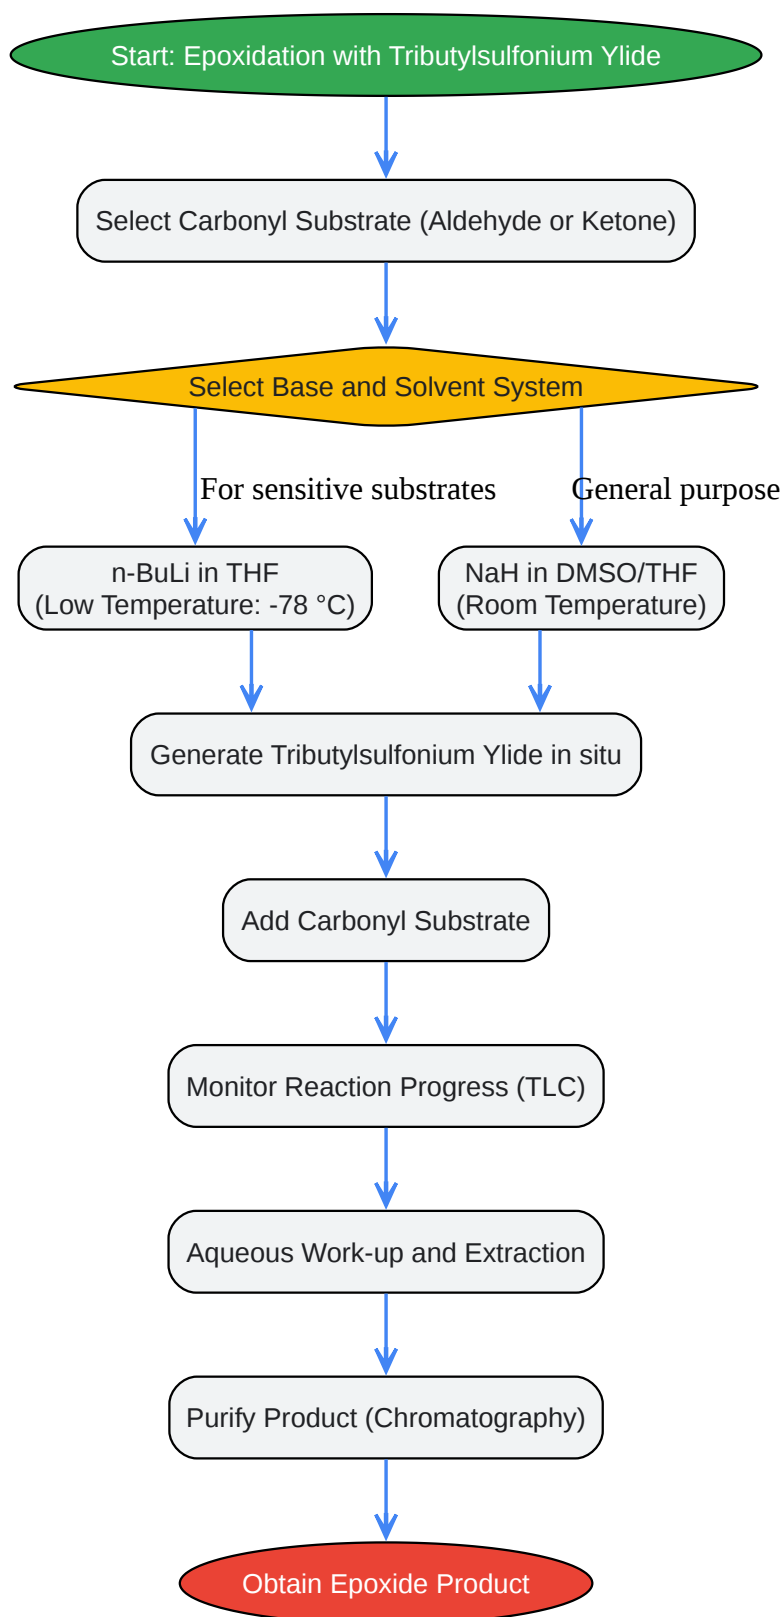 Start: Epoxidation with Tributylsulfonium Ylide
Select Carbonyl Substrate (Aldehyde or Ketone)
Select Base and Solvent System
For sensitive substrates
General purpose
n-BuLi in THF
(Low Temperature: -78 °C)
NaH in DMSO/THF
(Room Temperature)
Generate Tributylsulfonium Ylide in situ
Add Carbonyl Substrate
Monitor Reaction Progress (TLC)
Aqueous Work-up and Extraction
Purify Product (Chromatography)
Obtain Epoxide Product